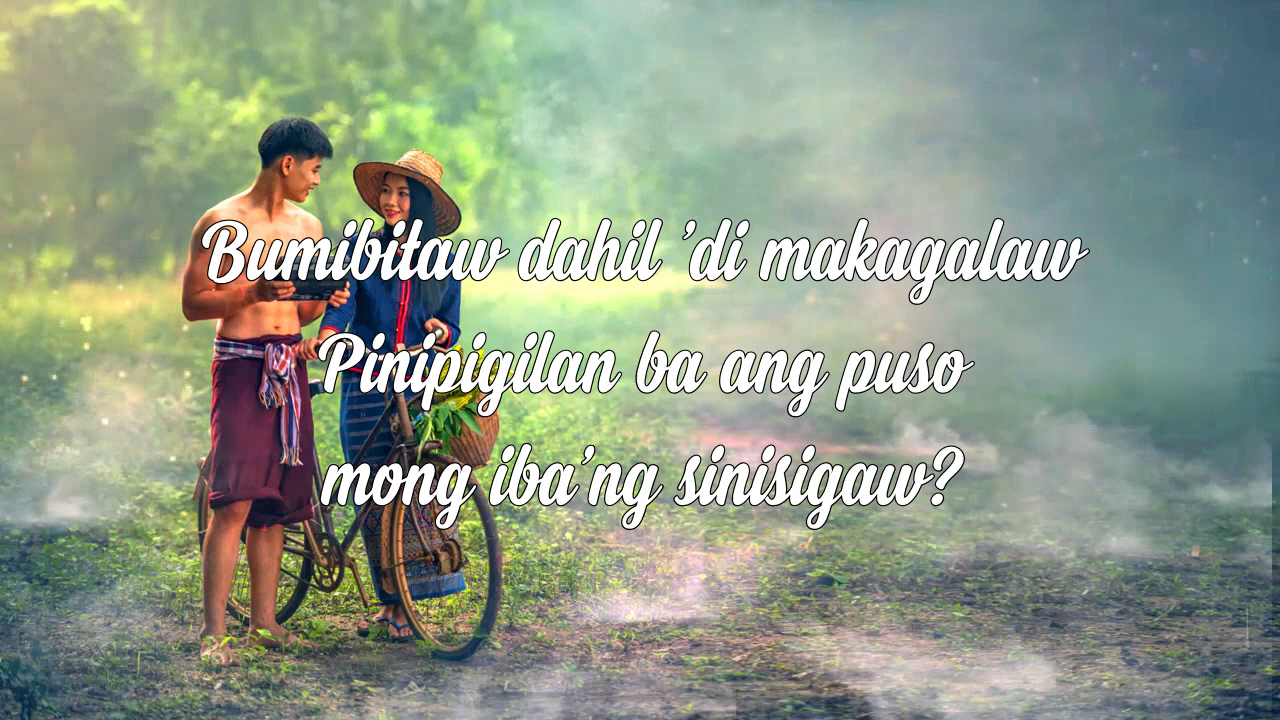 Bumibitaw dahil 'di makagalaw
Pinipigilan ba ang puso
mong iba'ng sinisigaw?